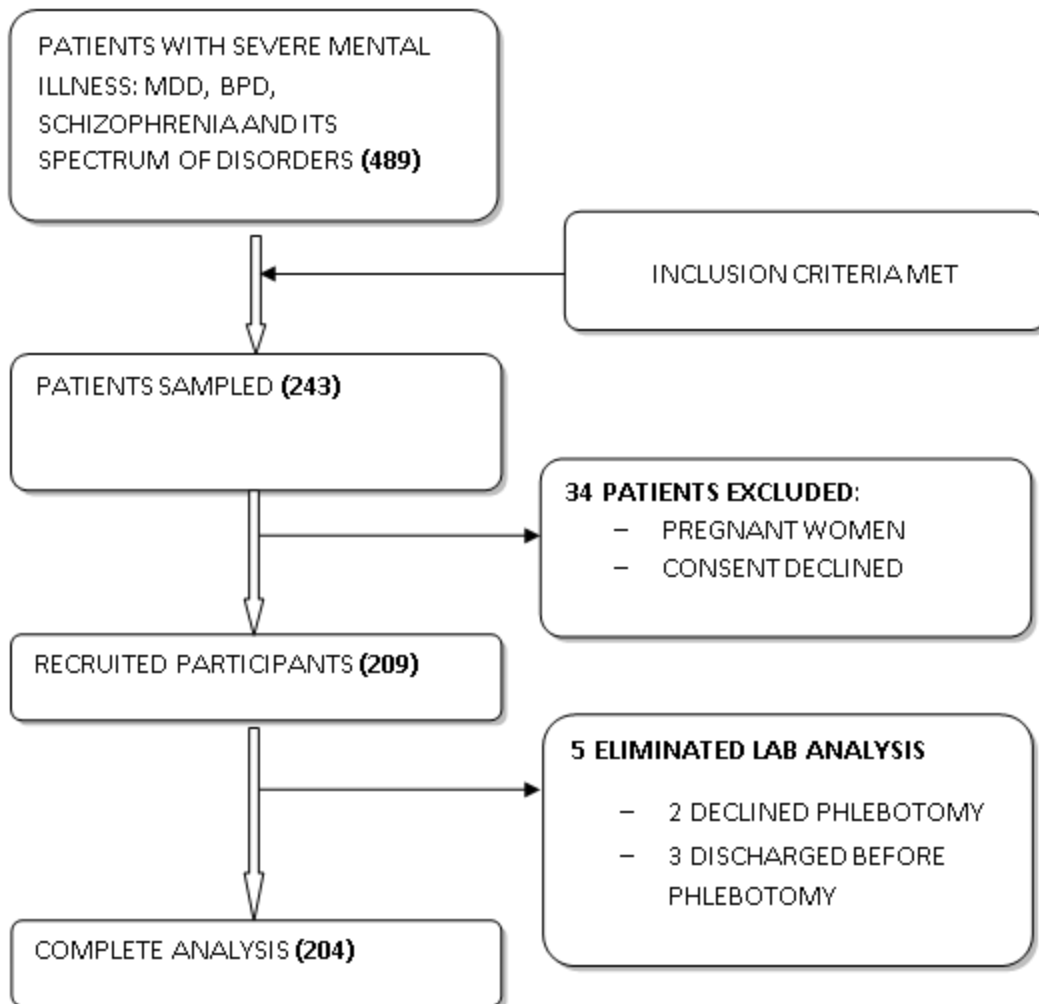 PATIENTS WITH SEVERE MENTAL
ILLNESS: MDD, BPD,
SCHIZOPHRENIA AND ITS
SPECTRUM OF DISORDERS (489)
INCLUSION CRITERIA MET
PATIENTS SAMPLED (243)
34 PATIENTS EXCLUDED:
– PREGNANT WOMEN
– CONSENT DECLINED
RECRUITED PARTICIPANTS (209)
5 ELIMINATED LAB ANALYSIS
– 2 DECLINED PHLEBOTOMY
– 3 DISCHARGED BEFORE
PHLEBOTOMY
COMPLETE ANALYSIS (204)